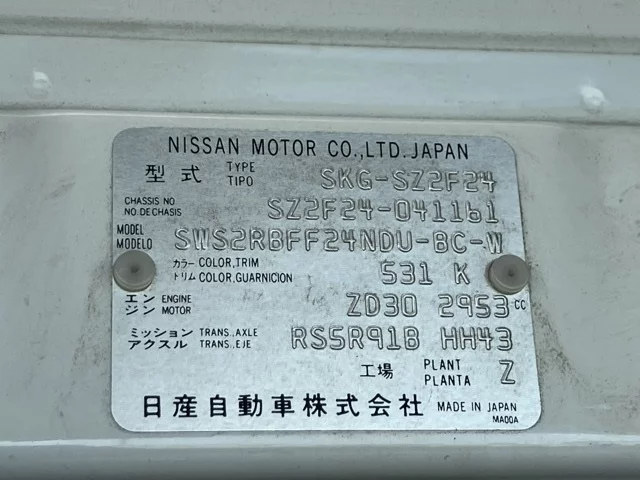 NISSAN MOTOR CO.,LTD. JAPAN
型式 TYPE TIPO SKG-SZ2F24
CHASSIS NO NO.DE CHASIS SZ2F24-041161
MODEL MODELO SWS2RBFF24NDU-BC-W
カラー COLOR,TRIM
トリム COLOR,GUARNICION 531 K
エンジン ENGINE MOTOR ZD30 2953 CC
ミッション TRANS.,AXLE
アクスル TRANS.,EJE RS5R91B HH43
工場 PLANT PLANTA Z
日産自動車株式会社 MADE IN JAPAN
MA00A